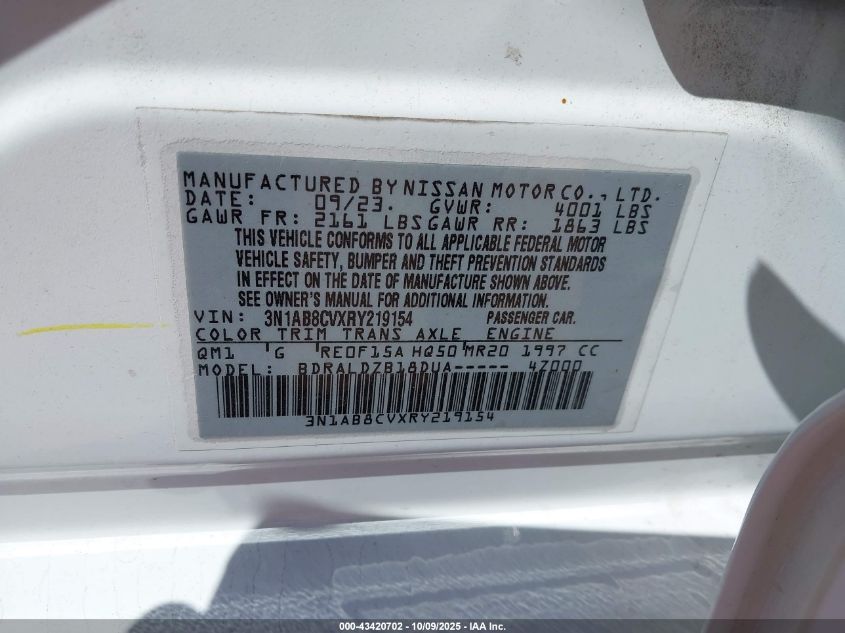 MANUFACTURED BY NISSAN MOTOR CO., LTD.
DATE: 09/23. GVWR: 4001 LBS
GAWR FR: 2161 LBS GAWR RR: 1863 LBS
THIS VEHICLE CONFORMS TO ALL APPLICABLE FEDERAL MOTOR
VEHICLE SAFETY, BUMPER AND THEFT PREVENTION STANDARDS
IN EFFECT ON THE DATE OF MANUFACTURE SHOWN ABOVE.
SEE OWNER'S MANUAL FOR ADDITIONAL INFORMATION.
VIN: 3N1AB8CVXRY219154 PASSENGER CAR.
COLOR TRIM TRANS AXLE ENGINE
QM1 G RE0F15A HQ50 MR20 1997 CC
MODEL: BDRALDZB18DUA----- 4Z000
3N1AB8CVXRY219154
000-43420702 - 10/09/2025 - IAA Inc.